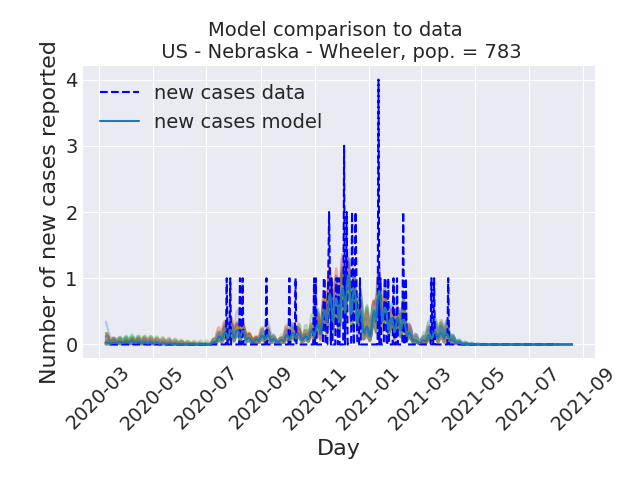 Model comparison to data
US - Nebraska - Wheeler, pop. = 783
Number of new cases reported
4
3
2
1
0
new cases data
new cases model
2020-03
2020-05
2020-07
2020-09
2020-11
2021-01
2021-03
2021-05
2021-07
2021-09
Day